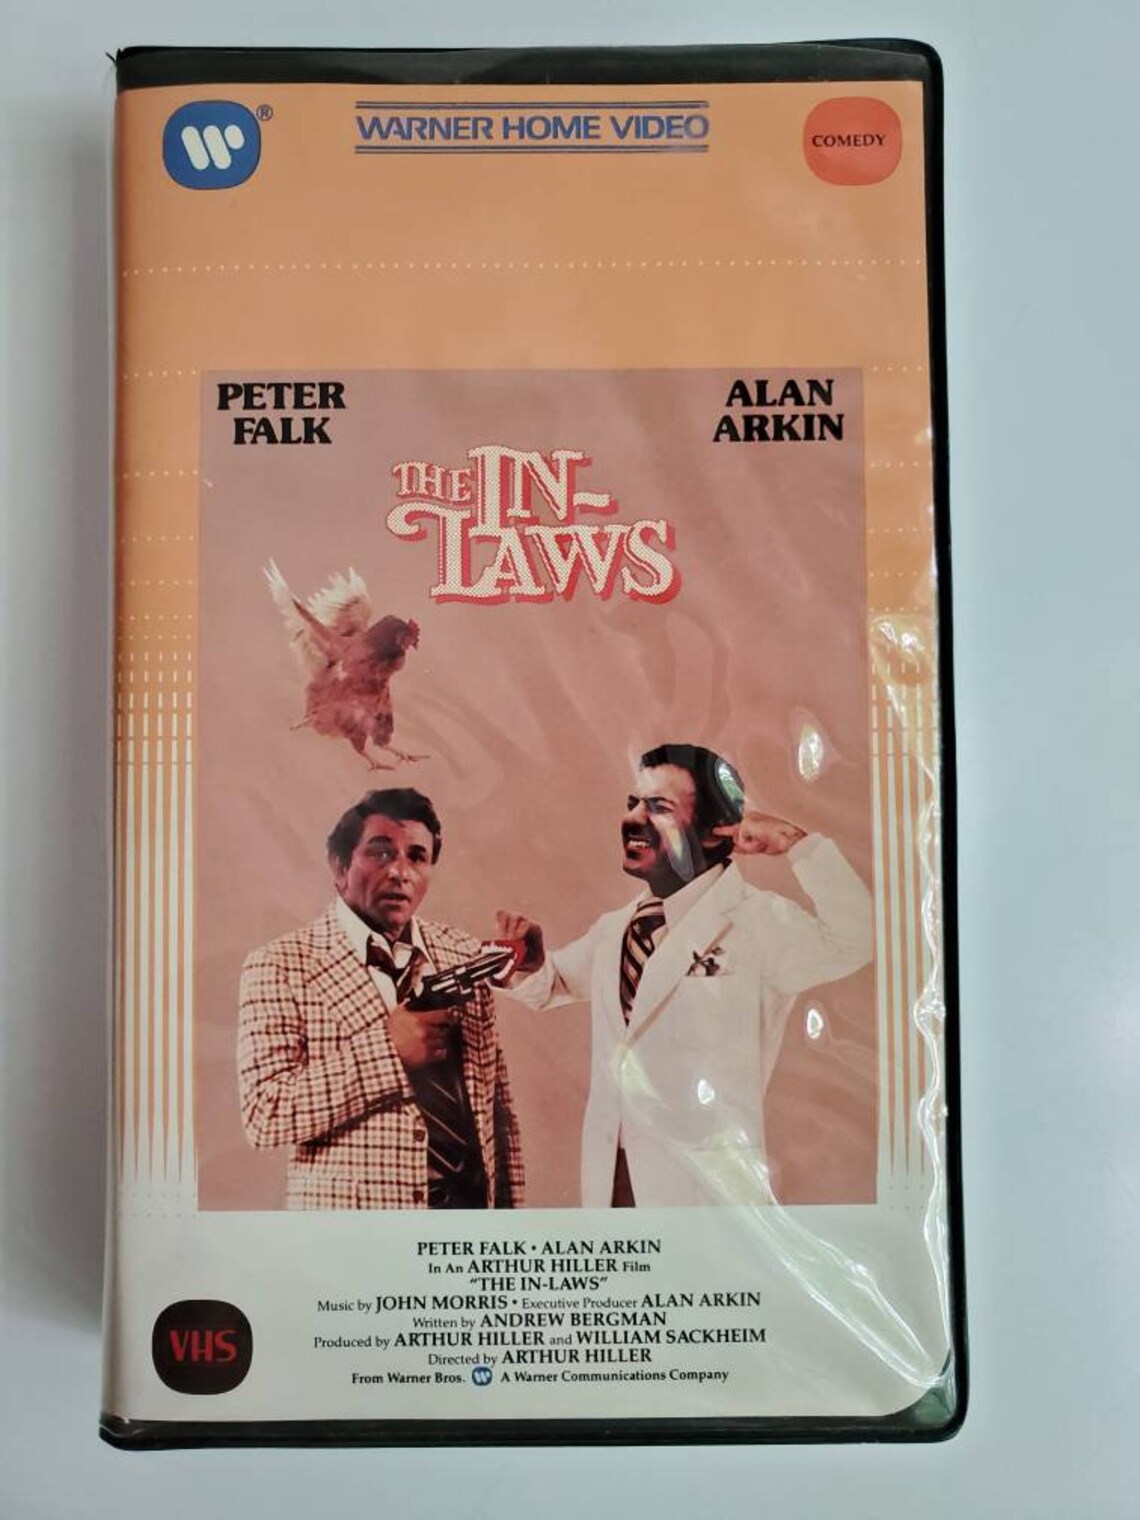 W®
WARNER HOME VIDEO
COMEDY
PETER
FALK
ALAN
ARKIN
THE IN-
LAWS
PETER FALK • ALAN ARKIN
In An ARTHUR HILLER Film
"THE IN-LAWS"
Music by JOHN MORRIS • Executive Producer ALAN ARKIN
Written by ANDREW BERGMAN
Produced by ARTHUR HILLER and WILLIAM SACKHEIM
Directed by ARTHUR HILLER
From Warner Bros. W A Warner Communications Company
VHS